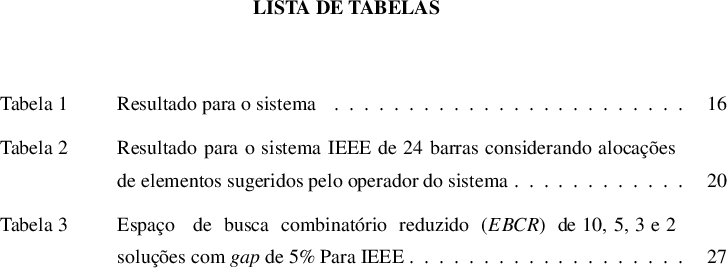 LISTA DE TABELAS
Tabela 1 Resultado para o sistema . . . . . . . . . . . . . . . . . . . . . . . . 16
Tabela 2 Resultado para o sistema IEEE de 24 barras considerando alocações
de elementos sugeridos pelo operador do sistema . . . . . . . . . . . . 20
Tabela 3 Espaço de busca combinatório reduzido (EBCR) de 10, 5, 3 e 2
soluções com gap de 5% Para IEEE . . . . . . . . . . . . . . . . . . . 27